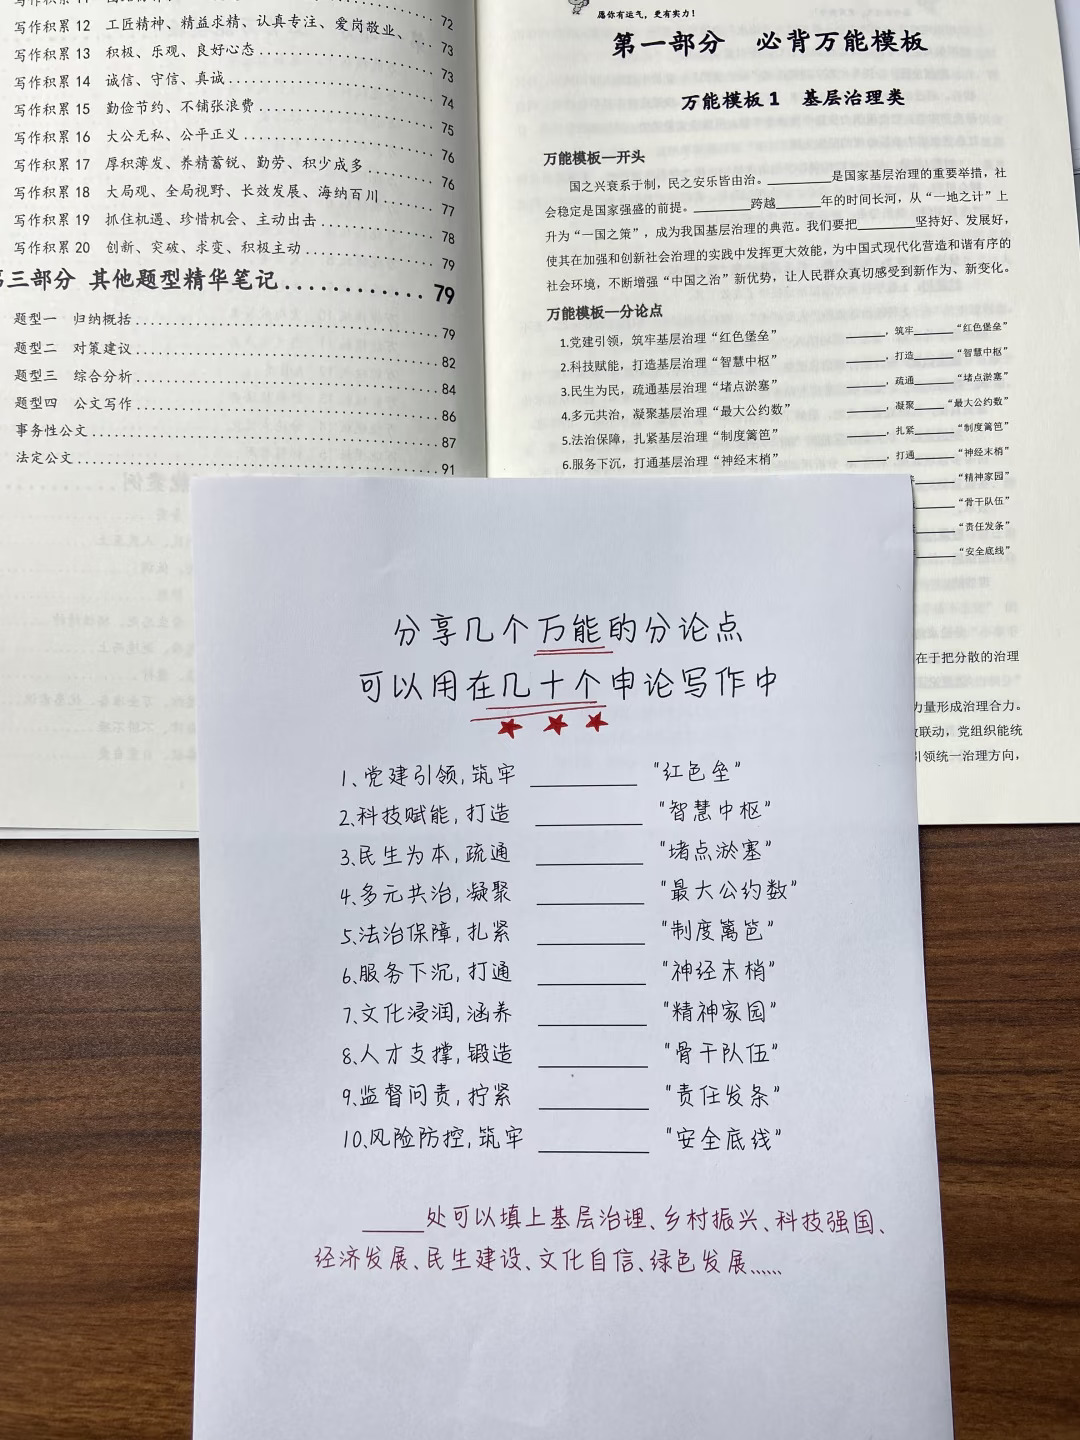 写作积累12 工匠精神、精益求精、认真专注、爱岗敬业、... 73
写作积累13 积极、乐观、良好心态 73
写作积累14 诚信、守信、真诚 74
写作积累15 勤俭节约、不铺张浪费 75
写作积累16 大公无私、公平正义 76
写作积累17 厚积薄发、养精蓄锐、勤劳、积少成多 76
写作积累18 大局观、全局视野、长效发展、海纳百川 77
写作积累19 抓住机遇、珍惜机会、主动出击 78
写作积累20 创新、突破、求变、积极主动 79
三部分 其他题型精华笔记 79
题型一 归纳概括 79
题型二 对策建议 82
题型三 综合分析 84
题型四 公文写作 86
事务性公文 87
法定公文 91
愿你有运气，更有实力！
第一部分 必背万能模板
万能模板1 基层治理类
万能模板—开头
国之兴衰系于制，民之安乐皆由治。________是国家基层治理的重要举措，社
会稳定是国家强盛的前提。________跨越______年的时间长河，从“一地之计”上
升为“一国之策”，成为我国基层治理的典范。我们要把________坚持好、发展好，
使其在加强和创新社会治理的实践中发挥更大效能，为中国式现代化营造和谐有序的
社会环境，不断增强“中国之治”新优势，让人民群众真切感受到新作为、新变化。
万能模板—分论点
1.党建引领，筑牢基层治理“红色堡垒” ______，筑牢______“红色堡垒”
2.科技赋能，打造基层治理“智慧中枢” ______，打造______“智慧中枢”
3.民生为民，疏通基层治理“堵点淤塞” ______，疏通______“堵点淤塞”
4.多元共治，凝聚基层治理“最大公约数” ______，凝聚______“最大公约数”
5.法治保障，扎紧基层治理“制度篱笆” ______，扎紧______“制度篱笆”
6.服务下沉，打通基层治理“神经末梢” ______，打通______“神经末梢”
______“精神家园”
______“骨干队伍”
______“责任发条”
______“安全底线”
在于把分散的治理
力量形成治理合力。
联动，党组织能统
引领统一治理方向，
分享几个万能的分论点
可以用在几十个申论写作中
1、党建引领,筑牢 ________ “红色垒”
2、科技赋能,打造 ________ “智慧中枢”
3、民生为本,疏通 ________ “堵点淤塞”
4、多元共治,凝聚 ________ “最大公约数”
5、法治保障,扎紧 ________ “制度篱笆”
6、服务下沉,打通 ________ “神经末梢”
7、文化浸润,涵养 ________ “精神家园”
8、人才支撑,锻造 ________ “骨干队伍”
9、监督问责,拧紧 ________ “责任发条”
10、风险防控,筑牢 ________ “安全底线”
_____处可以填上基层治理、乡村振兴、科技强国、
经济发展、民生建设、文化自信、绿色发展......